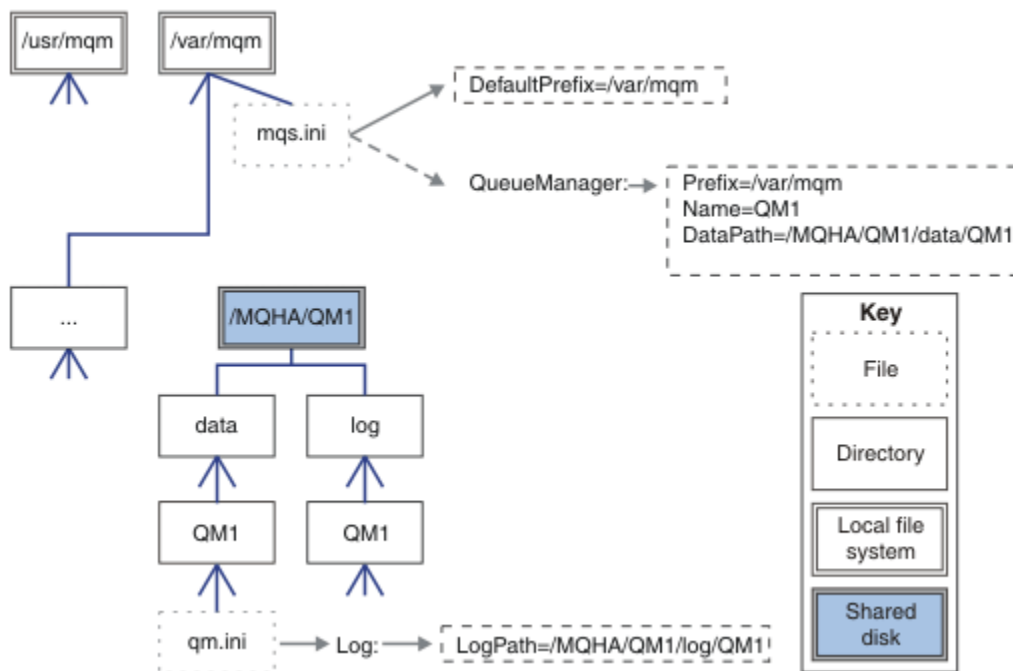 /usr/mqm
/var/mqm
DefaultPrefix=/var/mqm
mqs.ini
QueueManager:
Prefix=/var/mqm
Name=QM1
DataPath=/MQHA/QM1/data/QM1
...
/MQHA/QM1
Key
File
data
log
Directory
QM1
QM1
Local file
system
qm.ini
Log:
LogPath=/MQHA/QM1/log/QM1
Shared
disk